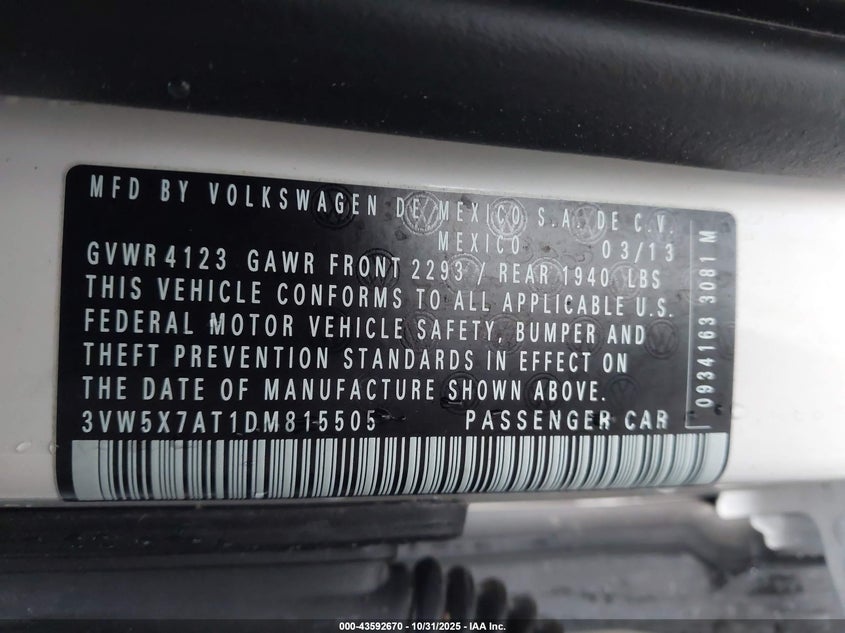 MFD BY VOLKSWAGEN DE MEXICO S.A. DE C.V.
MEXICO 03/13
GVWR 4123 GAWR FRONT 2293 / REAR 1940 LBS
THIS VEHICLE CONFORMS TO ALL APPLICABLE U.S.
FEDERAL MOTOR VEHICLE SAFETY, BUMPER AND
THEFT PREVENTION STANDARDS IN EFFECT ON
THE DATE OF MANUFACTURE SHOWN ABOVE.
3VW5X7AT1DM815505 PASSENGER CAR
0934163 3081 M
000-43592670 - 10/31/2025 - IAA Inc.